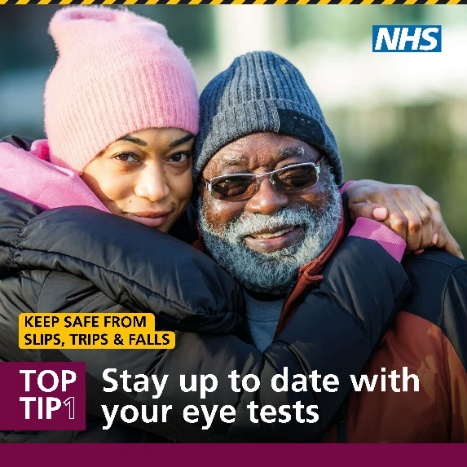 NHS
KEEP SAFE FROM
SLIPS, TRIPS & FALLS
TOP
TIP1
Stay up to date with
your eye tests